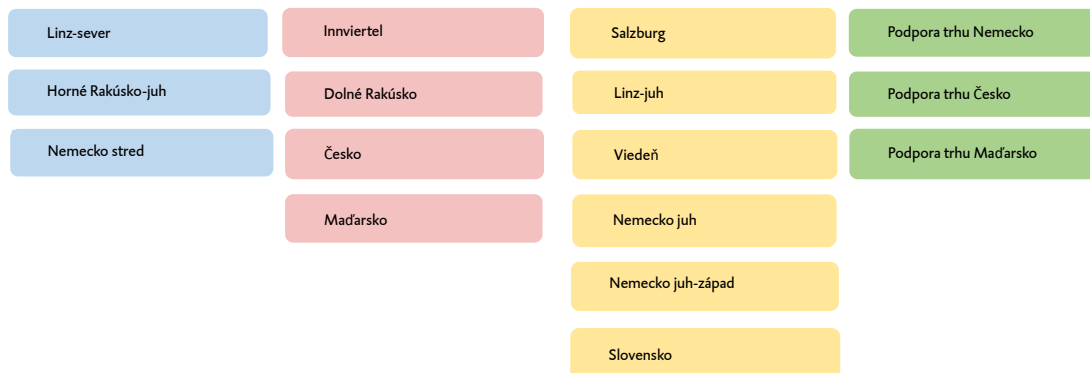 Linz-sever
Horné Rakúsko-juh
Nemecko stred
Innviertel
Dolné Rakúsko
Česko
Maďarsko
Salzburg
Linz-juh
Viedeň
Nemecko juh
Nemecko juh-západ
Slovensko
Podpora trhu Nemecko
Podpora trhu Česko
Podpora trhu Maďarsko